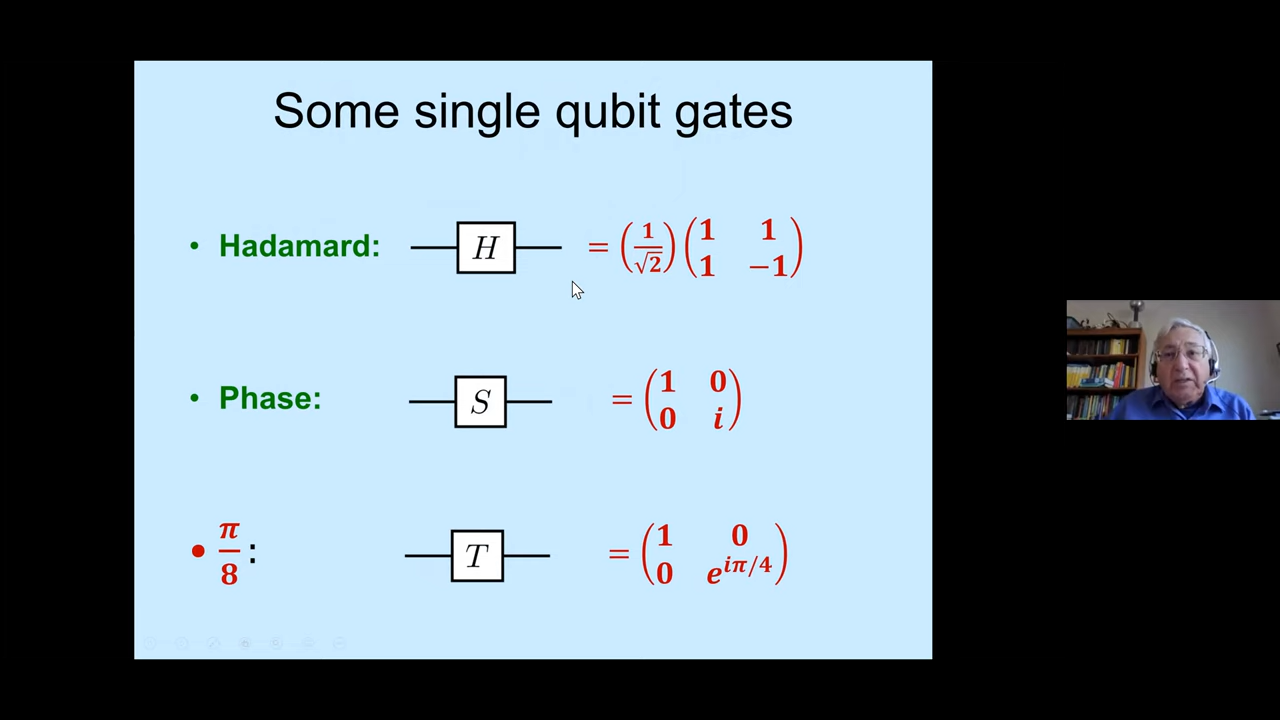 Some single qubit gates
• Hadamard: H = (1/√2) (1 1; 1 −1)
• Phase: S = (1 0; 0 i)
• π/8 : T = (1 0; 0 e^{iπ/4})